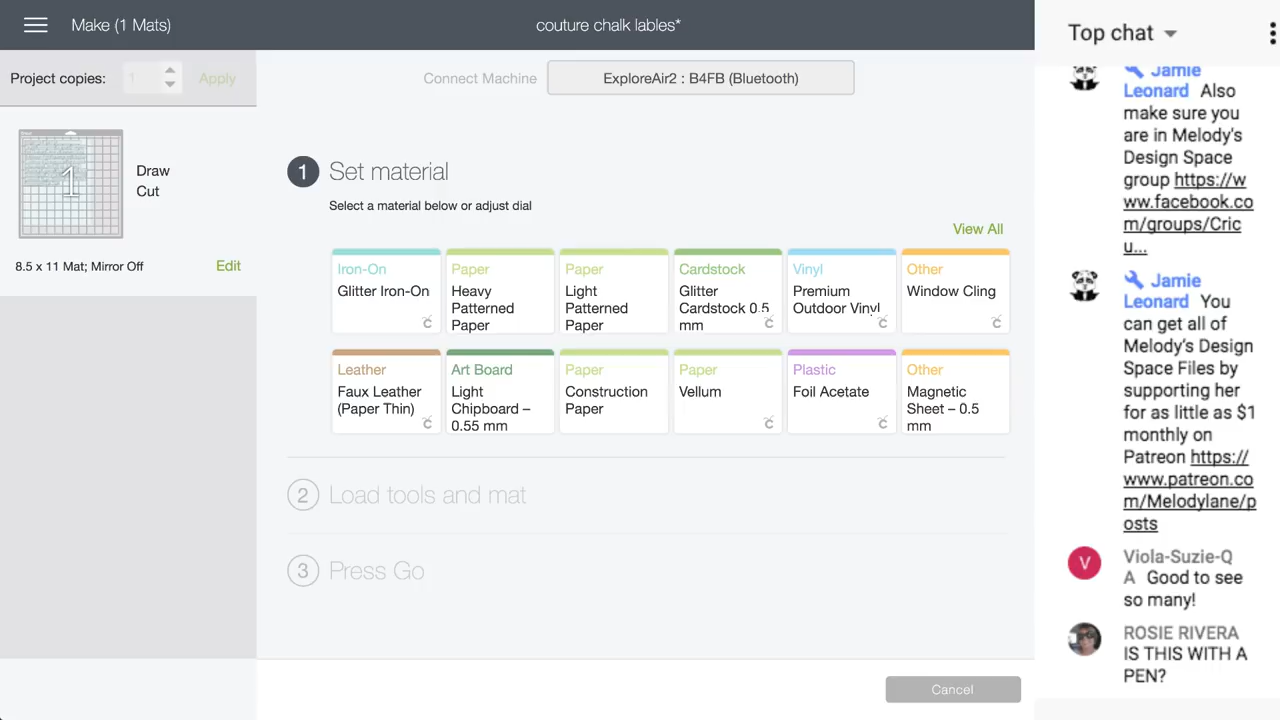 Make (1 Mats)
couture chalk lables*
Project copies:
1
Apply
Connect Machine
ExploreAir2 : B4FB (Bluetooth)
1
Draw
Cut
8.5 x 11 Mat; Mirror Off
Edit
1
Set material
Select a material below or adjust dial
View All
Iron-On
Glitter Iron-On
Paper
Heavy
Patterned
Paper
Paper
Light
Patterned
Paper
Cardstock
Glitter
Cardstock 0.5
mm
Vinyl
Premium
Outdoor Vinyl
Other
Window Cling
Leather
Faux Leather
(Paper Thin)
Art Board
Light
Chipboard –
0.55 mm
Paper
Construction
Paper
Paper
Vellum
Plastic
Foil Acetate
Other
Magnetic
Sheet – 0.5
mm
2
Load tools and mat
3
Press Go
Cancel
Top chat
Jamie
Leonard Also
make sure you
are in Melody's
Design Space
group https://w
ww.facebook.co
m/groups/Cric
u...
Jamie
Leonard You
can get all of
Melody's Design
Space Files by
supporting her
for as little as $1
monthly on
Patreon https://
www.patreon.co
m/Melodylane/p
osts
V
Viola-Suzie-Q
A Good to see
so many!
ROSIE RIVERA
IS THIS WITH A
PEN?